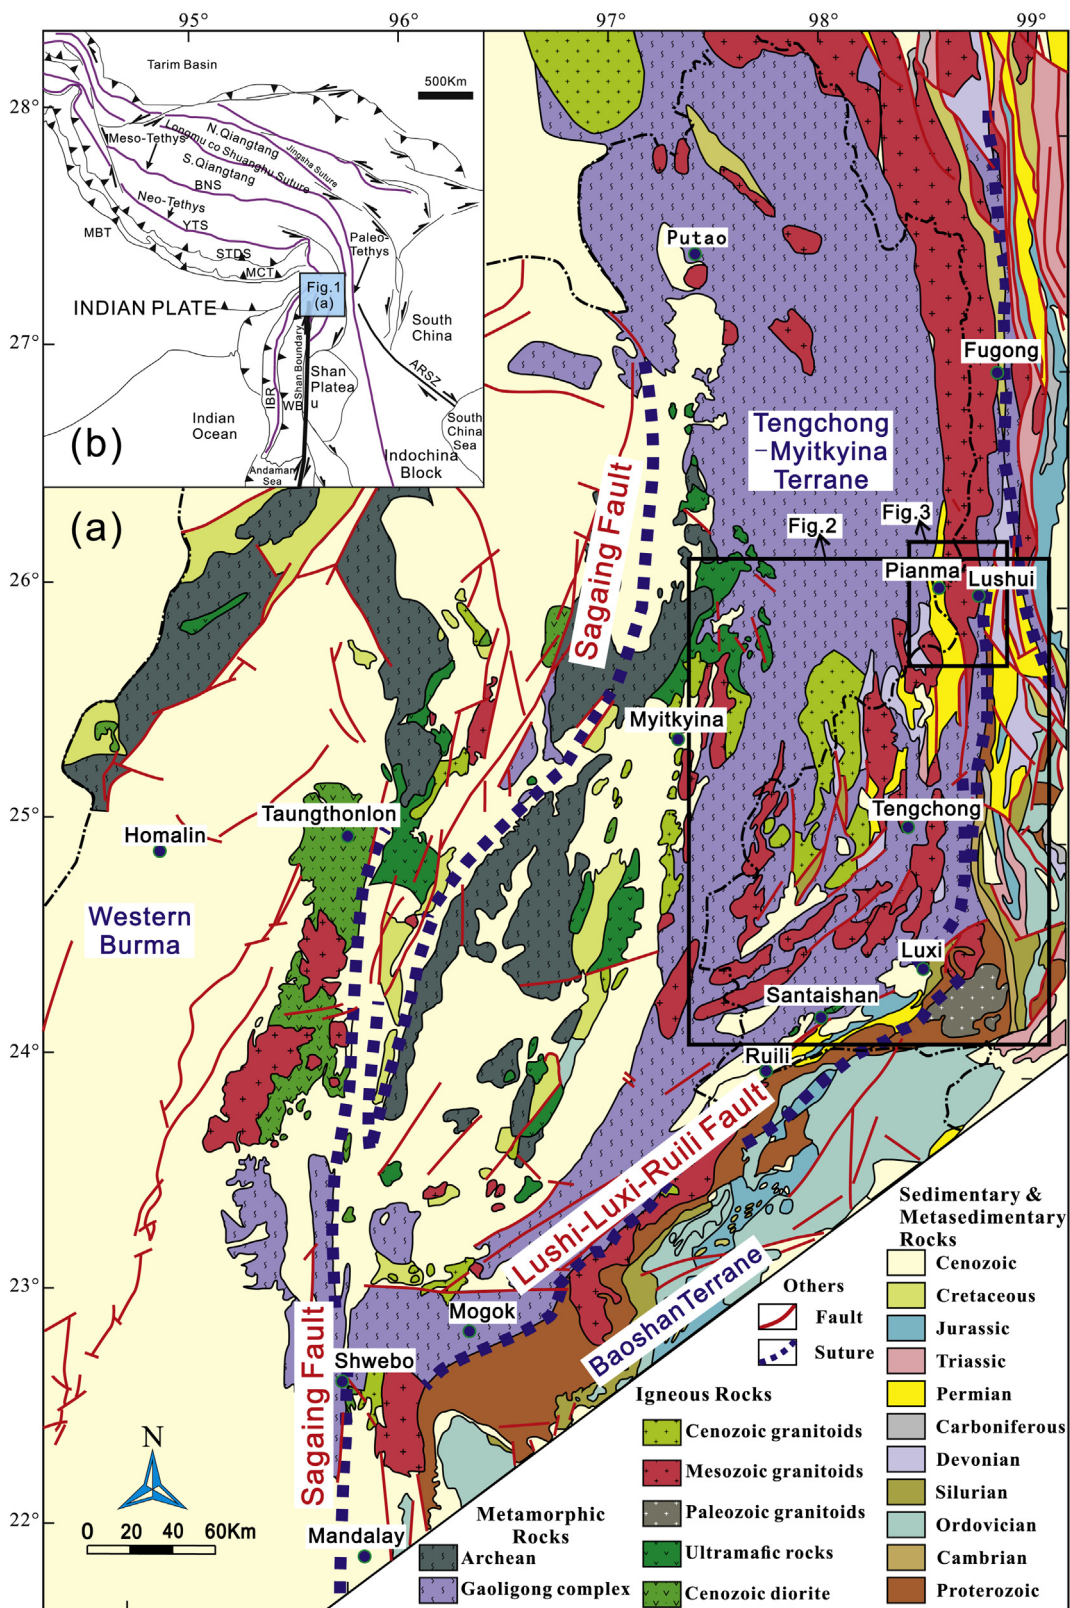 95°
96°
97°
98°
99°
28°
27°
26°
25°
24°
23°
22°
Tarim Basin
500Km
N.Qiangtang
Jingsha Suture
Longmu co Shuanghu Suture
Meso-Tethys
S.Qiangtang
BNS
Neo-Tethys
YTS
MBT
STDS
MCT
Paleo-
Tethys
INDIAN PLATE
Fig.1
(a)
South
China
ARSZ
Shan Boundary
Shan
Platea
u
IBR
WB
Indian
Ocean
South
China
Sea
Andaman
Sea
Indochina
Block
(b)
(a)
Putao
Fugong
Tengchong
-Myitkyina
Terrane
Sagaing Fault
Fig.2
Fig.3
Pianma
Lushui
Myitkyina
Taungthonlon
Homalin
Tengchong
Western
Burma
Luxi
Santaishan
Ruili
Lushi-Luxi-Ruili Fault
Baoshan Terrane
Mogok
Shwebo
Sagaing Fault
Mandalay
N
0 20 40 60Km
Sedimentary &
Metasedimentary
Rocks
Cenozoic
Cretaceous
Jurassic
Triassic
Permian
Carboniferous
Devonian
Silurian
Ordovician
Cambrian
Proterozoic
Others
Fault
Suture
Igneous Rocks
Cenozoic granitoids
Mesozoic granitoids
Paleozoic granitoids
Ultramafic rocks
Cenozoic diorite
Metamorphic
Rocks
Archean
Gaoligong complex